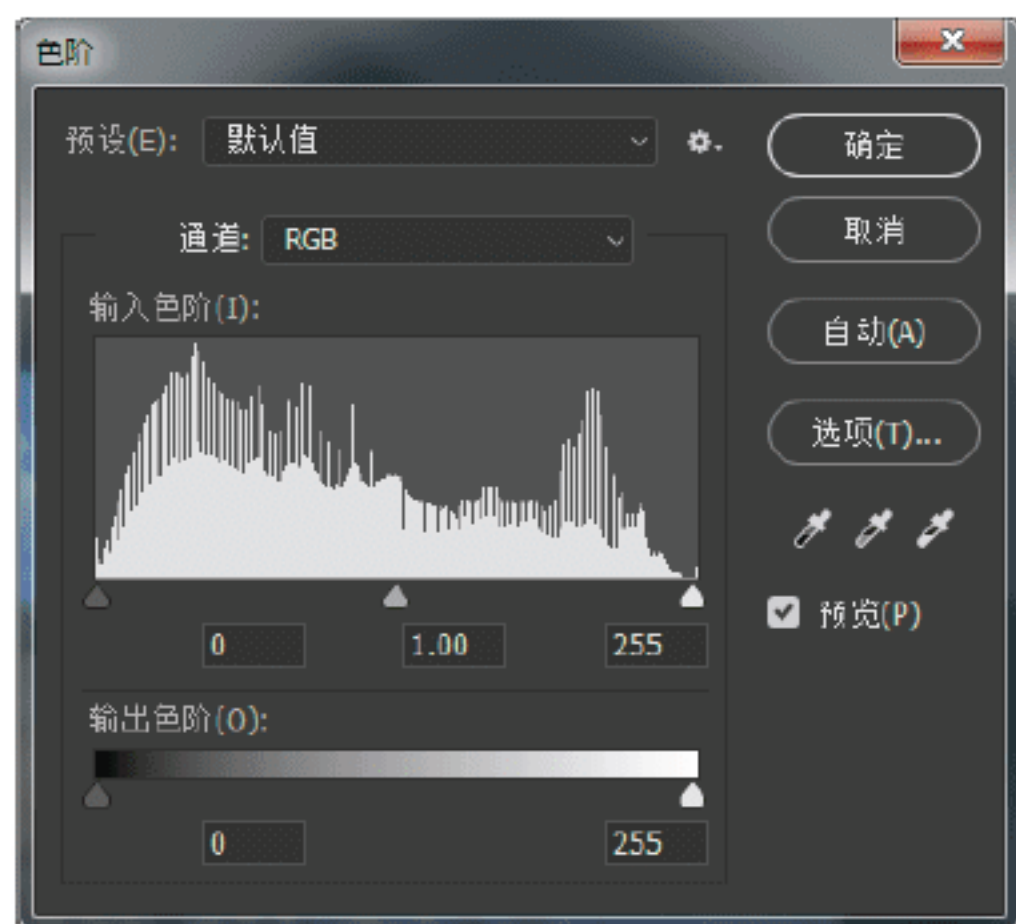 色阶
预设(E): 默认值
确定
通道: RGB
取消
输入色阶(I):
自动(A)
选项(T)...
预览(P)
0 1.00 255
输出色阶(O):
0 255